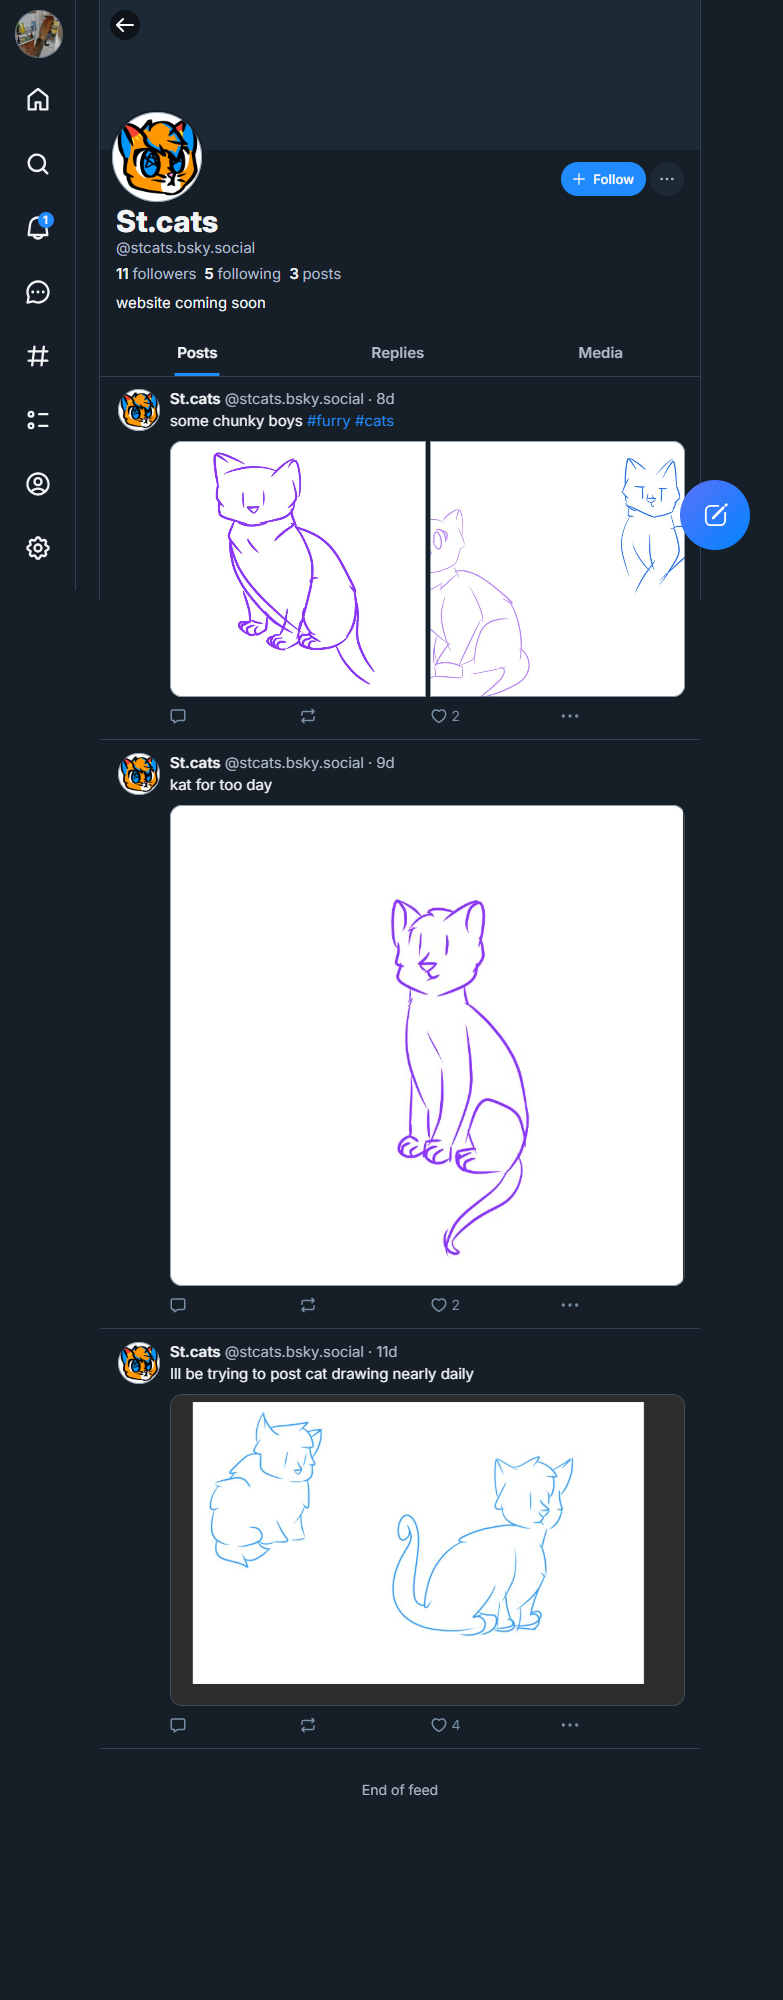 1
+ Follow
St.cats
@stcats.bsky.social
11 followers 5 following 3 posts
website coming soon
Posts Replies Media
St.cats @stcats.bsky.social · 8d
some chunky boys #furry #cats
2
St.cats @stcats.bsky.social · 9d
kat for too day
2
St.cats @stcats.bsky.social · 11d
Ill be trying to post cat drawing nearly daily
4
End of feed